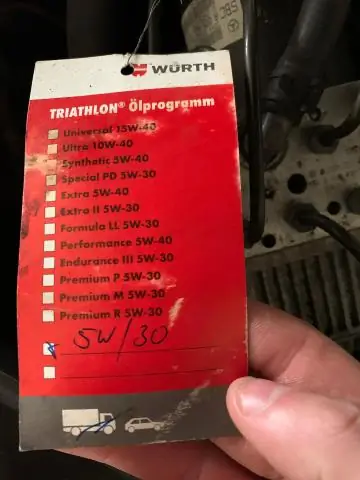 WÜRTH
TRIATHLON® Ölprogramm
Universal 15W-40
Ultra 10W-40
Synthetic 5W-40
Special PD 5W-30
Extra 5W-40
Extra II 5W-30
Formula LL 5W-30
Performance 5W-40
Endurance III 5W-30
Premium P 5W-30
Premium M 5W-30
Premium R 5W-30
5W/30